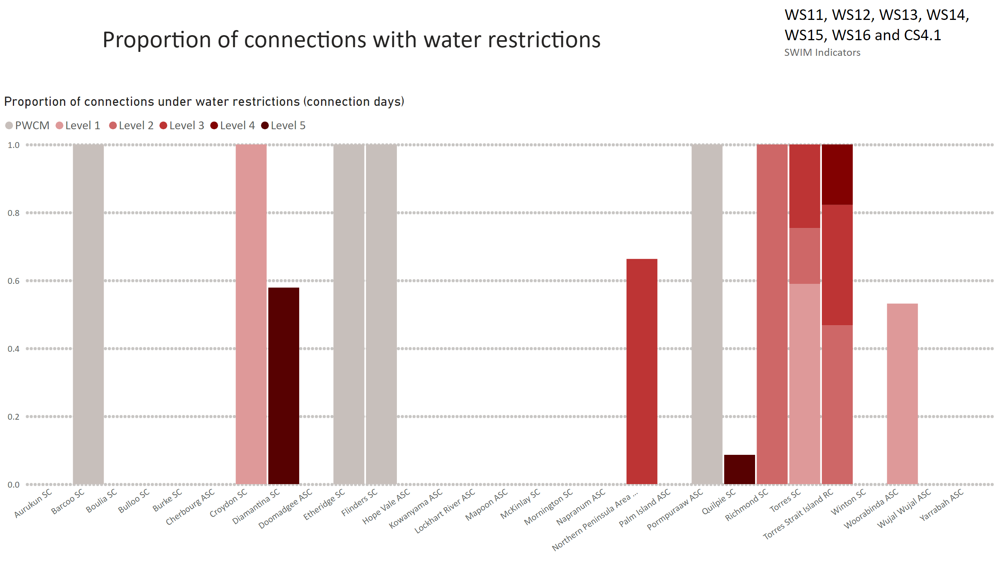 WS11, WS12, WS13, WS14,
WS15, WS16 and CS4.1
SWIM Indicators
Proportion of connections with water restrictions
Proportion of connections under water restrictions (connection days)
PWCM Level 1 Level 2 Level 3 Level 4 Level 5
1.0
0.8
0.6
0.4
0.2
0.0
Aurukun SC
Barcoo SC
Boulia SC
Bulloo SC
Burke SC
Cherbourg ASC
Croydon SC
Diamantina SC
Doomadgee ASC
Etheridge SC
Flinders SC
Hope Vale ASC
Kowanyama ASC
Lockhart River ASC
Mapoon ASC
McKinlay SC
Mornington SC
Napranum ASC
Northern Peninsula Area ...
Palm Island ASC
Pormpuraaw ASC
Quilpie SC
Richmond SC
Torres SC
Torres Strait Island RC
Winton SC
Woorabinda ASC
Wujal Wujal ASC
Yarrabah ASC